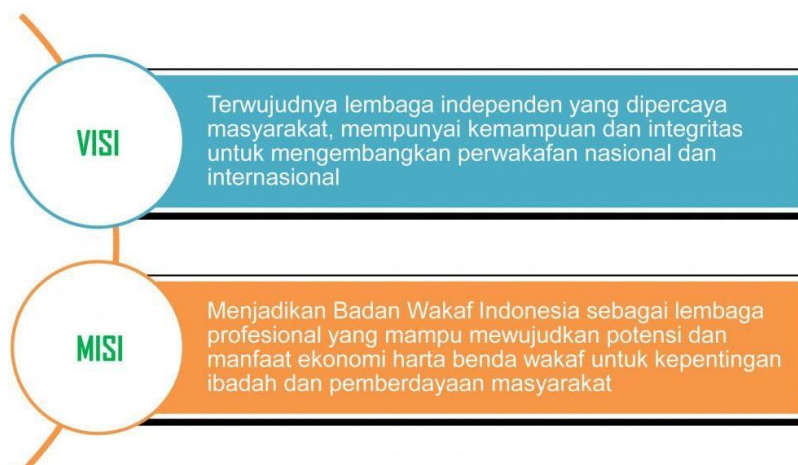 VISI
Terwujudnya lembaga independen yang dipercaya
masyarakat, mempunyai kemampuan dan integritas
untuk mengembangkan perwakafan nasional dan
internasional
MISI
Menjadikan Badan Wakaf Indonesia sebagai lembaga
profesional yang mampu mewujudkan potensi dan
manfaat ekonomi harta benda wakaf untuk kepentingan
ibadah dan pemberdayaan masyarakat